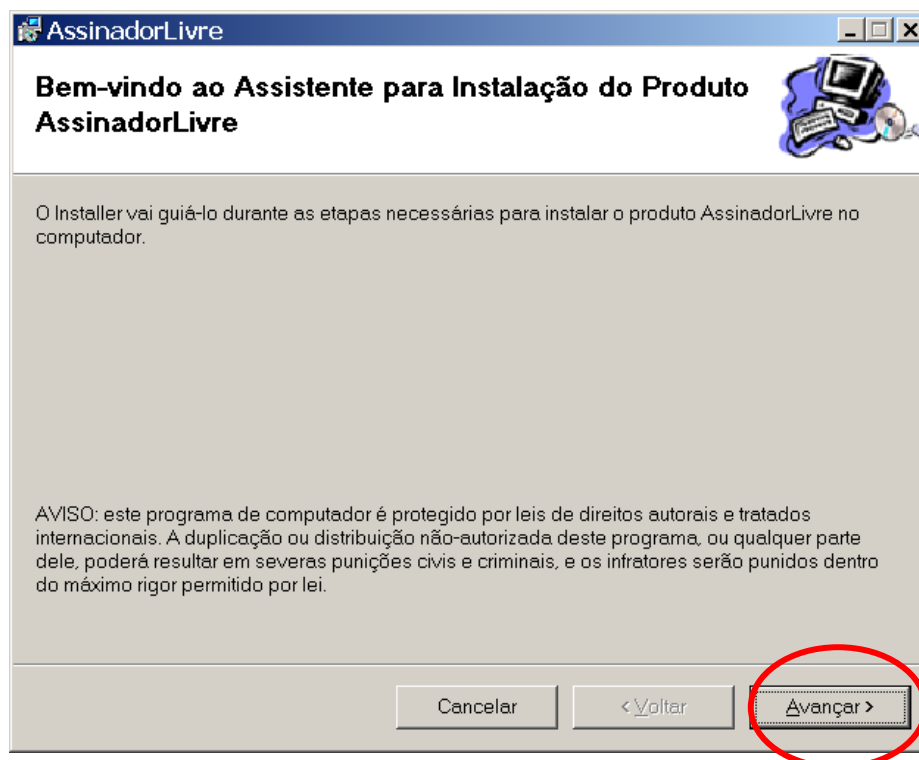 AssinadorLivre
Bem-vindo ao Assistente para Instalação do Produto
AssinadorLivre
O Installer vai guiá-lo durante as etapas necessárias para instalar o produto AssinadorLivre no
computador.
AVISO: este programa de computador é protegido por leis de direitos autorais e tratados
internacionais. A duplicação ou distribuição não-autorizada deste programa, ou qualquer parte
dele, poderá resultar em severas punições civis e criminais, e os infratores serão punidos dentro
do máximo rigor permitido por lei.
Cancelar < Voltar Avançar >